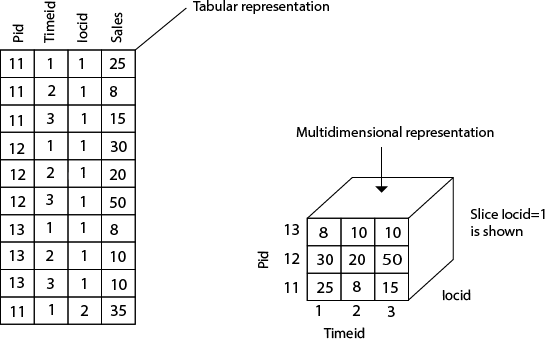 Tabular representation
Pid Timeid locid Sales
11 1 1 25
11 2 1 8
11 3 1 15
12 1 1 30
12 2 1 20
12 3 1 50
13 1 1 8
13 2 1 10
13 3 1 10
11 1 2 35
Multidimensional representation
Slice locid=1
is shown
13 8 10 10
12 30 20 50
11 25 8 15
Pid
locid
1 2 3
Timeid